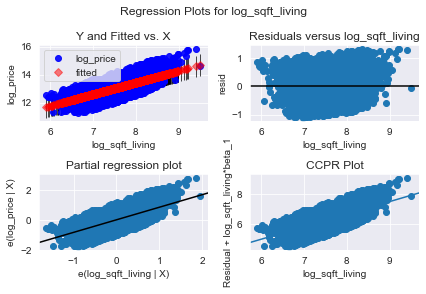 Regression Plots for log_sqft_living
Y and Fitted vs. X
log_price
16
14
12
log_price
fitted
6
7
8
9
log_sqft_living
Residuals versus log_sqft_living
resid
1
0
−1
6
7
8
9
log_sqft_living
Partial regression plot
e(log_price | X)
2
0
−2
−1
0
1
2
e(log_sqft_living | X)
CCPR Plot
Residual + log_sqft_living*beta_1
8
6
6
7
8
9
log_sqft_living